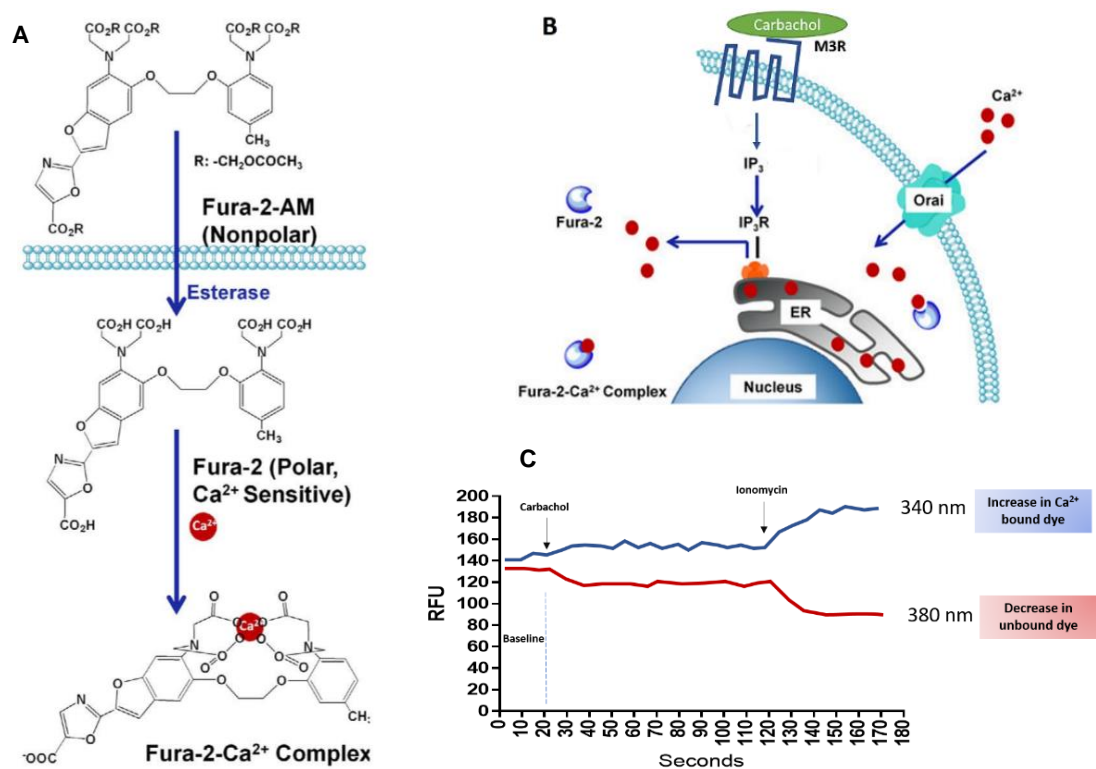 A
CO₂R CO₂R CO₂R CO₂R
N N
O O
O
CH₃
R: -CH₂OCOCH₃
N
O
CO₂R
Fura-2-AM
(Nonpolar)
Esterase
CO₂H CO₂H CO₂H CO₂H
N N
O O
O
CH₃
N
O
CO₂H
Fura-2 (Polar,
Ca²⁺ Sensitive)
Ca²⁺
O O
Ca²⁺
O O
O O
N N
O O
O O
O
N
O
CH₃
⁻OOC
Fura-2-Ca²⁺ Complex
B
Carbachol
M3R
Ca²⁺
IP₃
Orai
Fura-2
IP₃R
ER
Nucleus
Fura-2-Ca²⁺ Complex
C
200
180
160
140
120
100
80
60
40
20
0
RFU
Carbachol
Ionomycin
Baseline
340 nm
Increase in Ca²⁺
bound dye
380 nm
Decrease in
unbound dye
0 10 20 30 40 50 60 70 80 90 100 110 120 130 140 150 160 170 180
Seconds